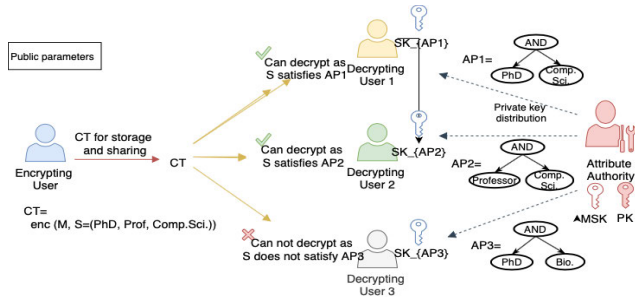 Public parameters
Encrypting
User
CT for storage
and sharing
CT
CT=
enc (M, S=(PhD, Prof, Comp.Sci.))
Can decrypt as
S satisfies AP1
Decrypting
User 1
SK_{AP1}
Can decrypt as
S satisfies AP2
Decrypting
User 2
SK_{AP2}
Can not decrypt as
S does not satisfy AP3
Decrypting
User 3
SK_{AP3}
AP1=
AND
PhD
Comp.
Sci.
Private key
distribution
AP2=
AND
Professor
Comp.
Sci.
AP3=
AND
PhD
Bio.
Attribute
Authority
MSK
PK